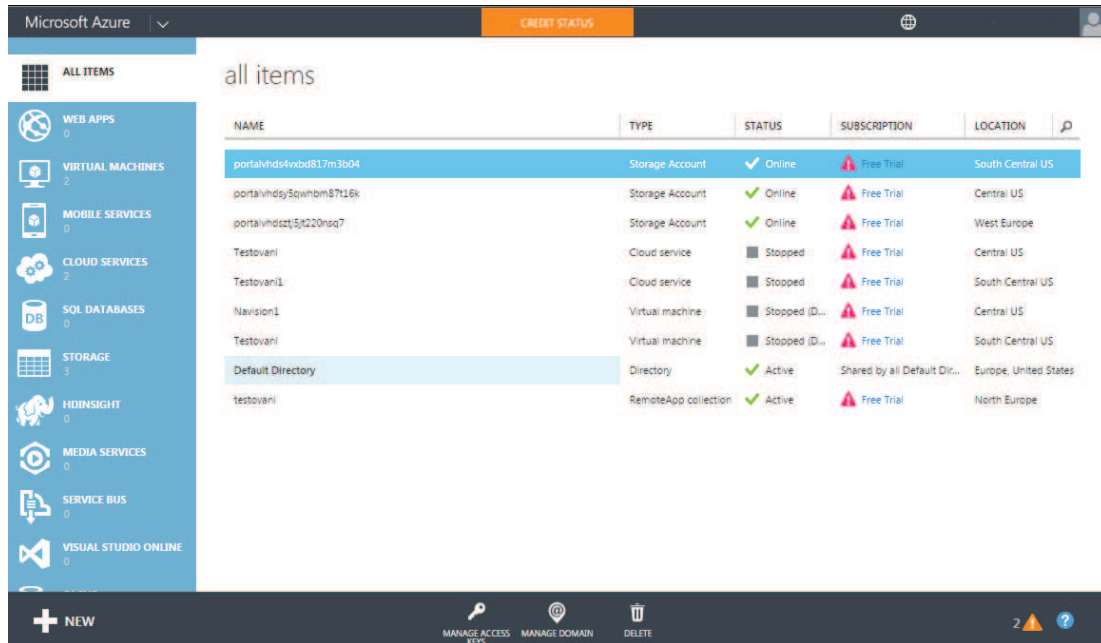 Microsoft Azure
CREDIT STATUS
ALL ITEMS
WEB APPS
0
VIRTUAL MACHINES
2
MOBILE SERVICES
0
CLOUD SERVICES
2
SQL DATABASES
0
DB
STORAGE
3
HDINSIGHT
0
MEDIA SERVICES
0
SERVICE BUS
0
VISUAL STUDIO ONLINE
0
all items
NAME TYPE STATUS SUBSCRIPTION LOCATION
portalvhds4vxbd817m3b04 Storage Account Online Free Trial South Central US
portalvhdsy5qwhbm87t16k Storage Account Online Free Trial Central US
portalvhdsztj5jt220nsq7 Storage Account Online Free Trial West Europe
Testovani Cloud service Stopped Free Trial Central US
Testovani1 Cloud service Stopped Free Trial South Central US
Navision1 Virtual machine Stopped (D... Free Trial Central US
Testovani Virtual machine Stopped (D... Free Trial South Central US
Default Directory Directory Active Shared by all Default Dir... Europe, United States
testovani RemoteApp collection Active Free Trial North Europe
NEW
MANAGE ACCESS KEYS
MANAGE DOMAIN
DELETE
2
?